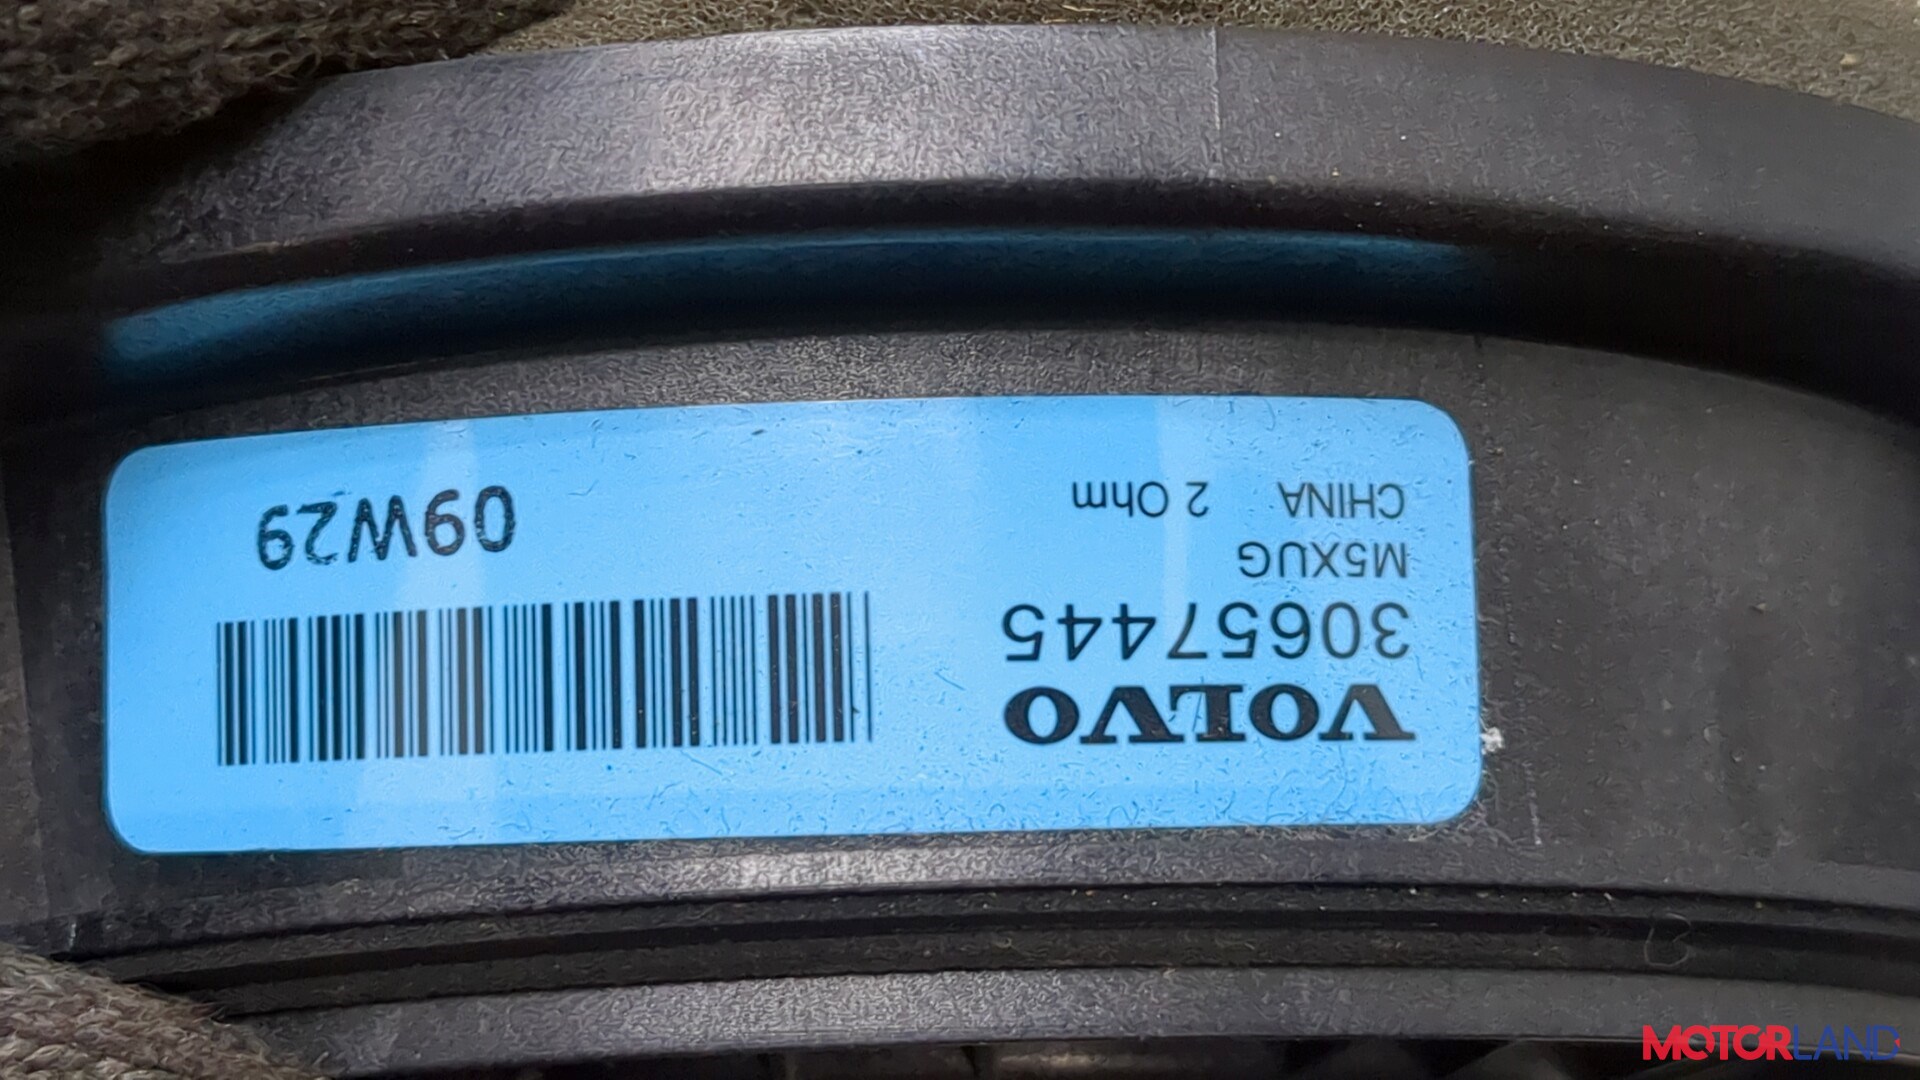 VOLVO
30657445
M5XUG
CHINA 2 Ohm
09W29
MOTORLAND